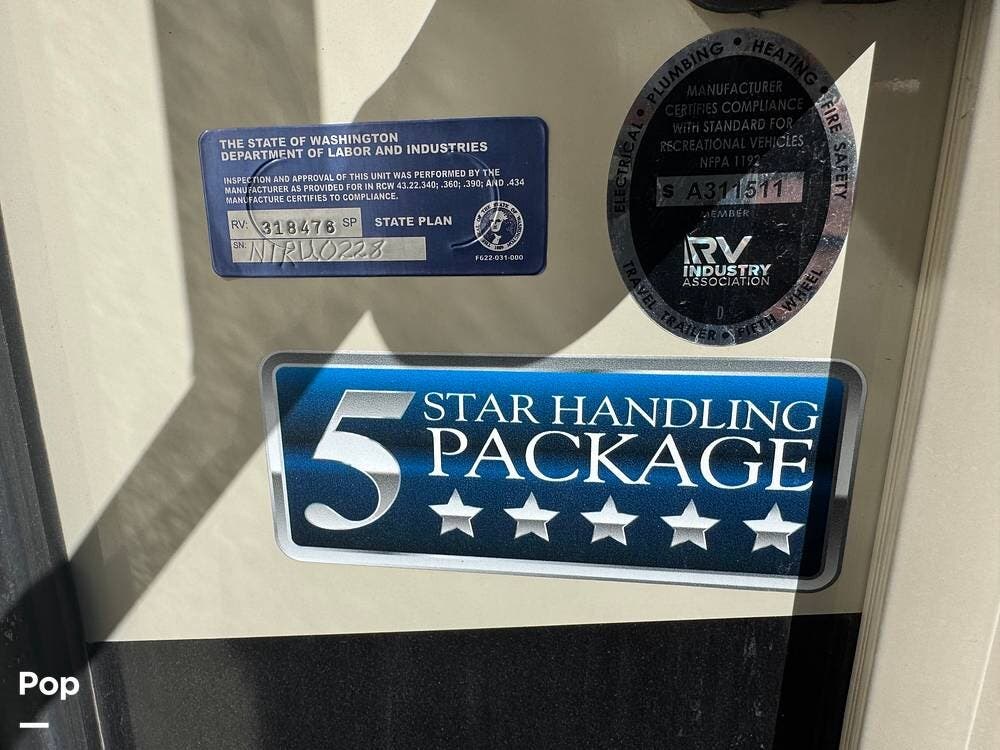 THE STATE OF WASHINGTON
DEPARTMENT OF LABOR AND INDUSTRIES
INSPECTION AND APPROVAL OF THIS UNIT WAS PERFORMED BY THE
MANUFACTURER AS PROVIDED FOR IN RCW 43.22.340; .360; .390; AND .434
MANUFACTURE CERTIFIES TO COMPLIANCE.
RV: 318476 SP STATE PLAN
SN:
F622-031-000
ELECTRICAL • PLUMBING • HEATING • FIRE SAFETY
MANUFACTURER
CERTIFIES COMPLIANCE
WITH STANDARD FOR
RECREATIONAL VEHICLES
NFPA 1192
S A311511
MEMBER
RV
INDUSTRY
ASSOCIATION
D
TRAVEL TRAILER • FIFTH WHEEL
5 STAR HANDLING
PACKAGE
Pop